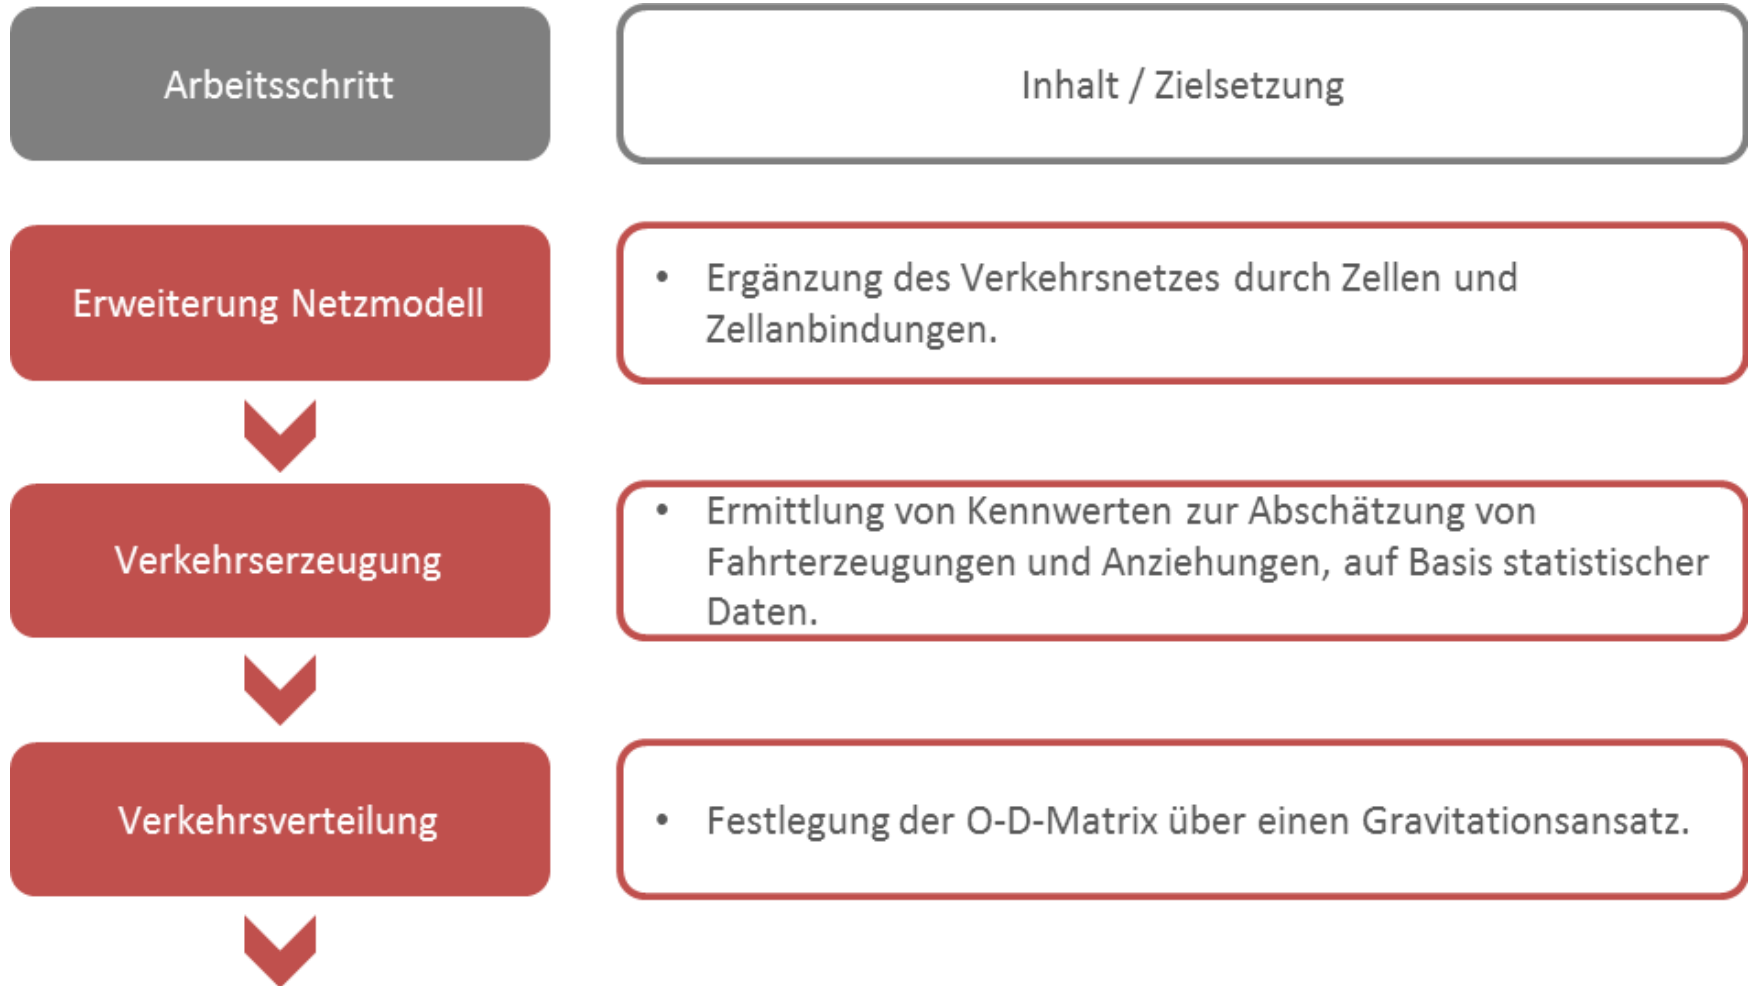 Arbeitsschritt
Inhalt / Zielsetzung
Erweiterung Netzmodell
• Ergänzung des Verkehrsnetzes durch Zellen und
Zellanbindungen.
Verkehrserzeugung
• Ermittlung von Kennwerten zur Abschätzung von
Fahrterzeugungen und Anziehungen, auf Basis statistischer
Daten.
Verkehrsverteilung
• Festlegung der O-D-Matrix über einen Gravitationsansatz.